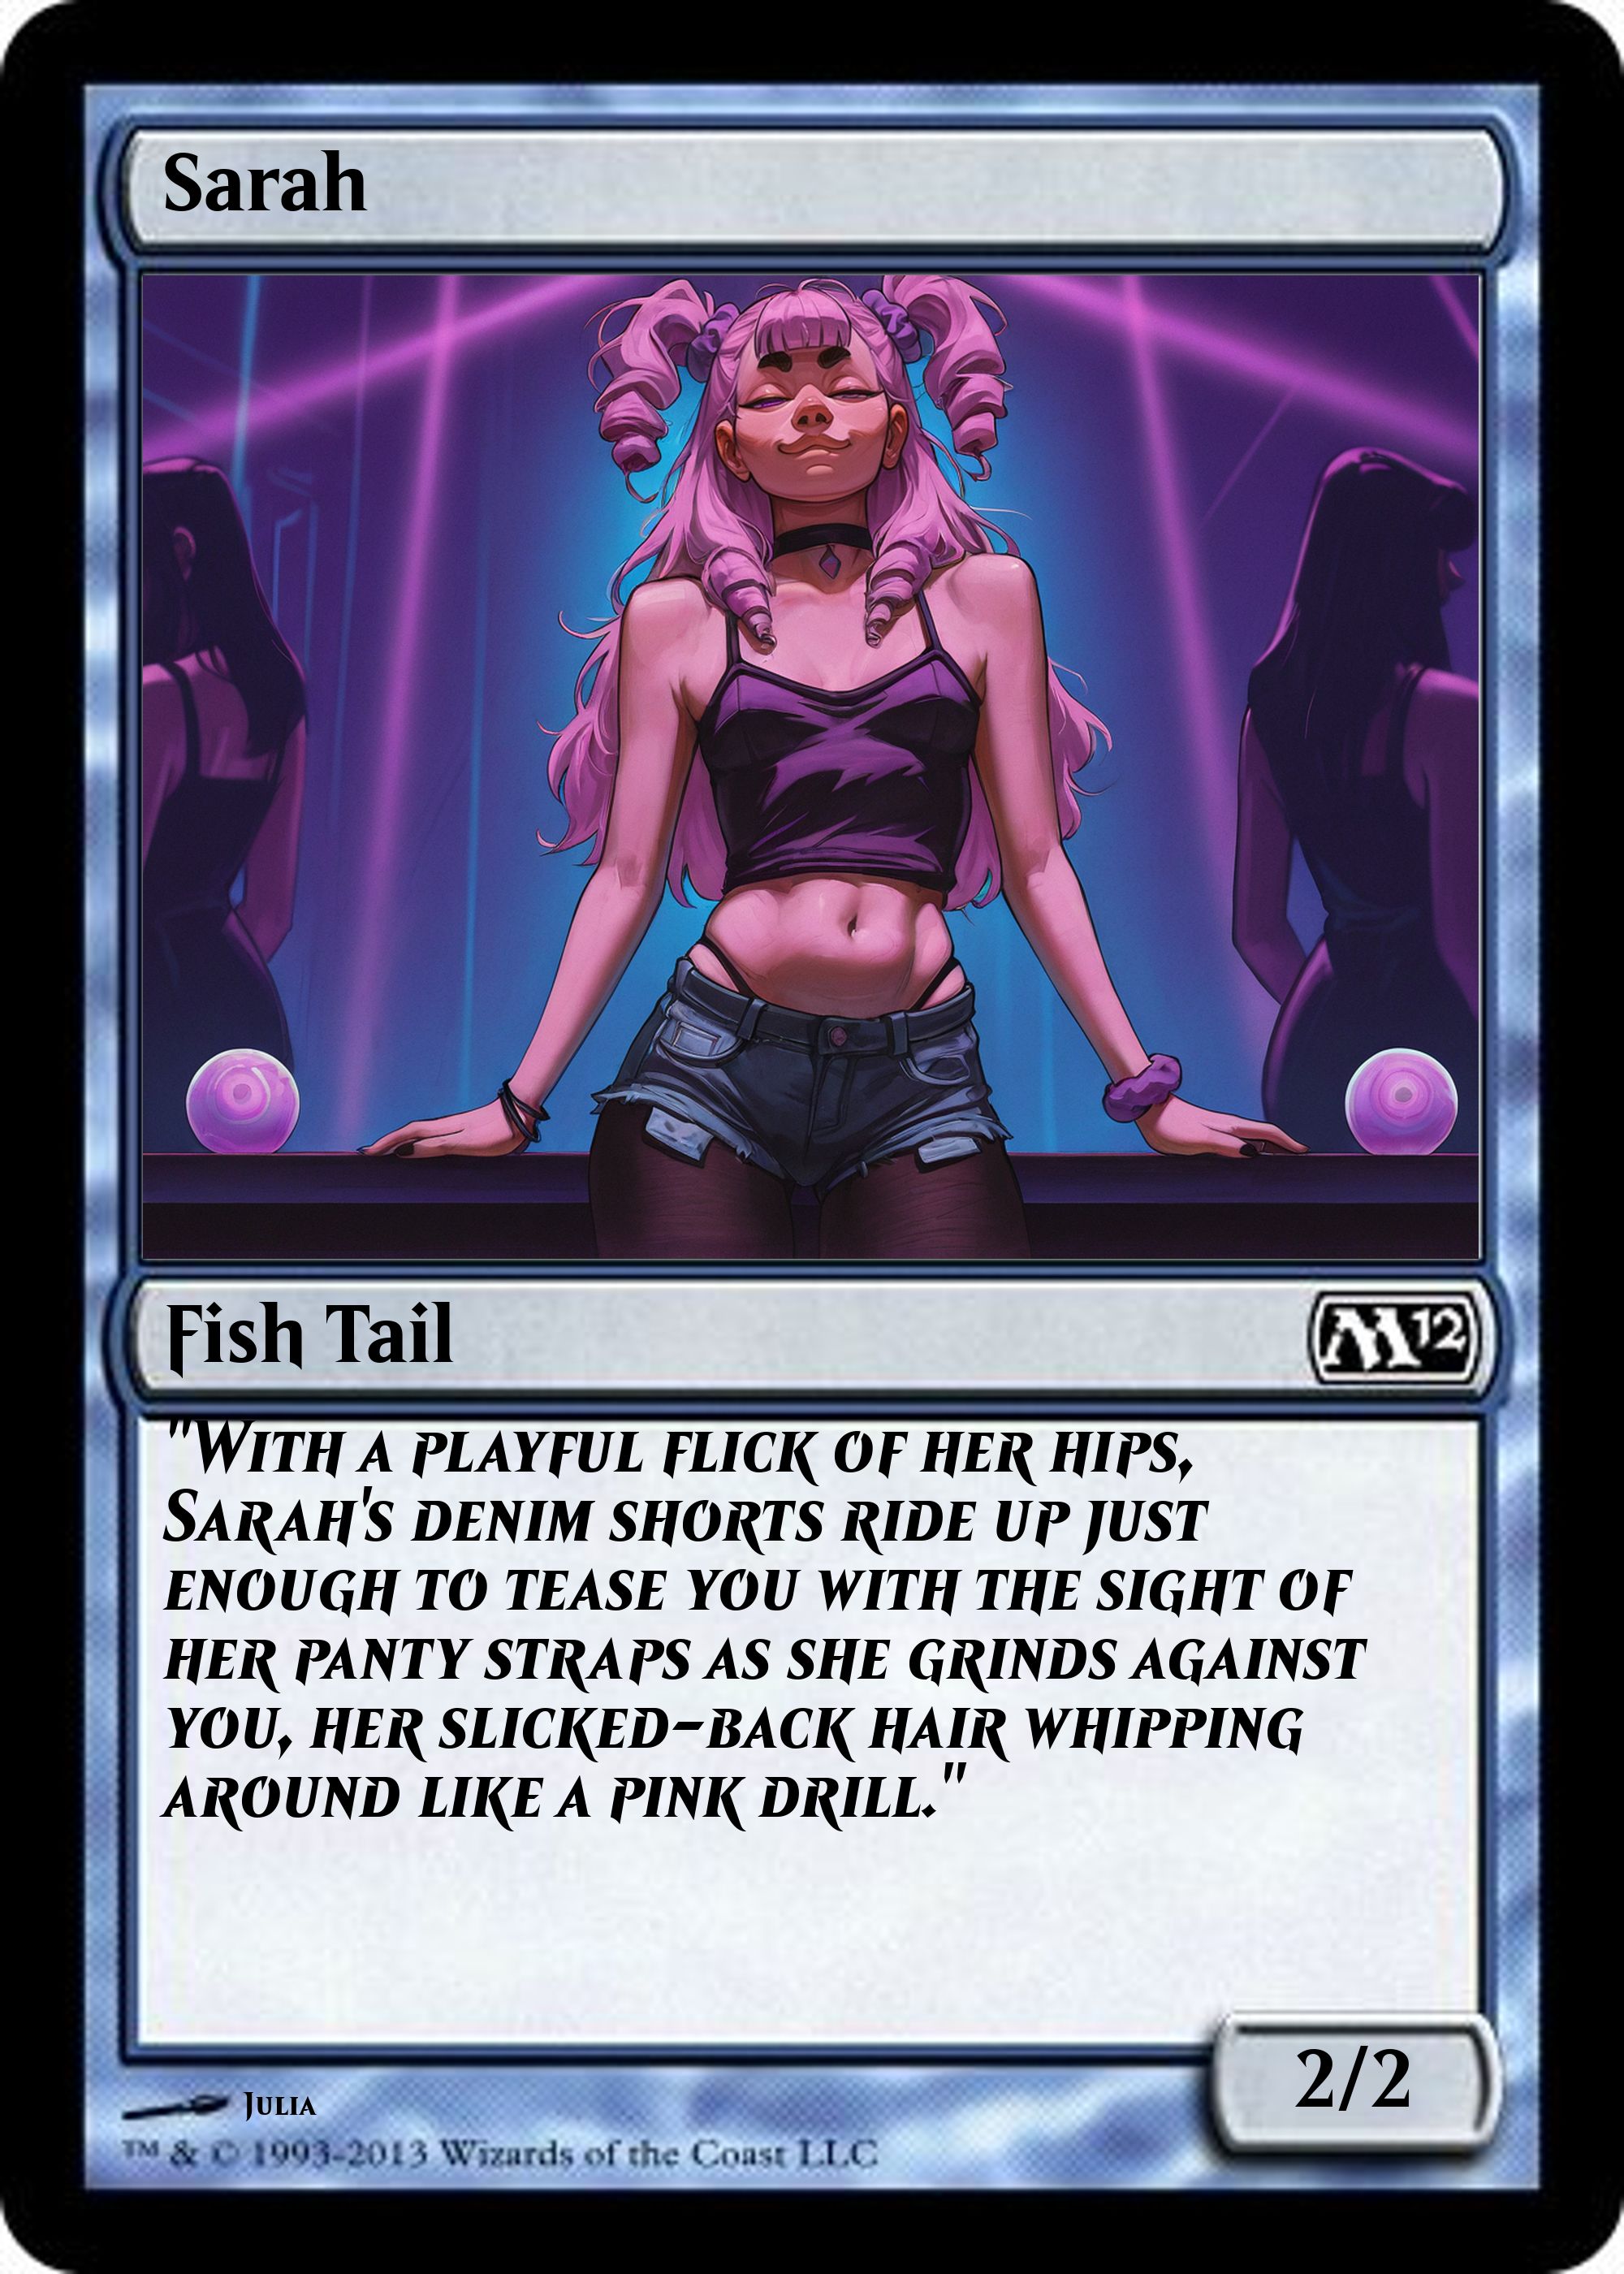 Sarah
Fish Tail
M12
"With a playful flick of her hips,
Sarah's denim shorts ride up just
enough to tease you with the sight of
her panty straps as she grinds against
you, her slicked-back hair whipping
around like a pink drill."
2/2
Julia
™ & © 1993-2013 Wizards of the Coast LLC